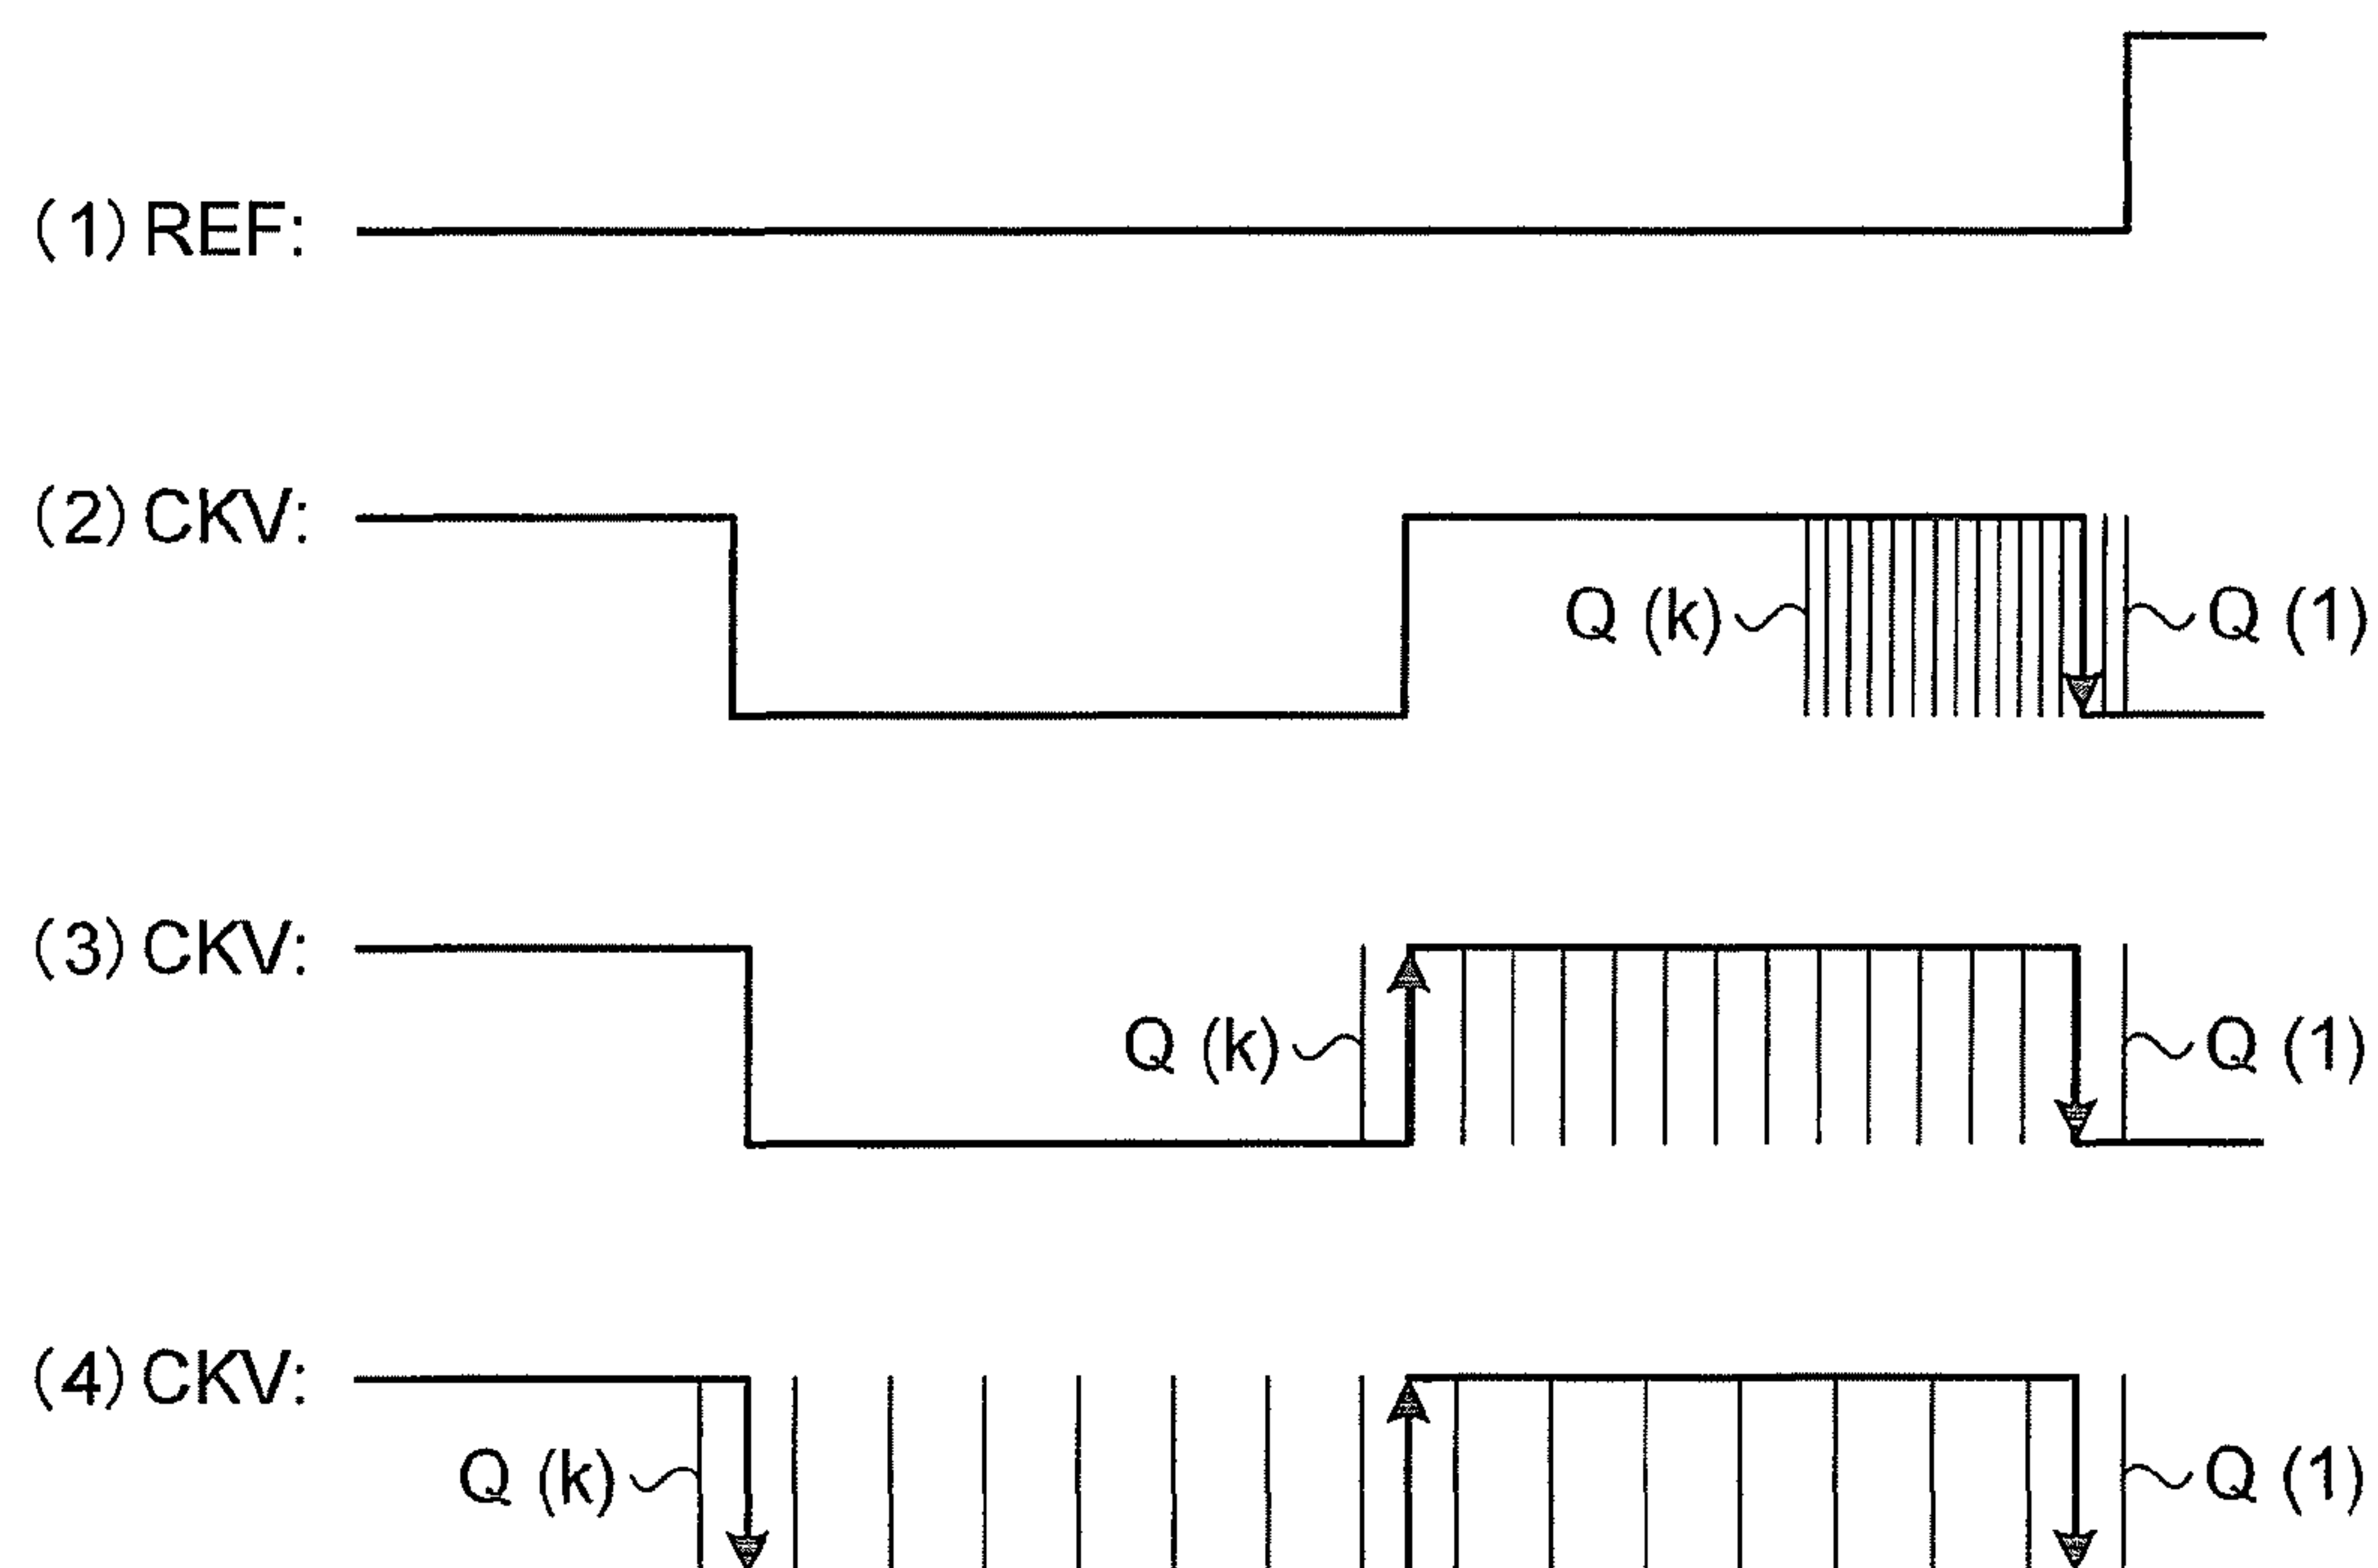 (1) REF:
(2) CKV:
Q (k)
Q (1)
(3) CKV:
Q (k)
Q (1)
(4) CKV:
Q (k)
Q (1)